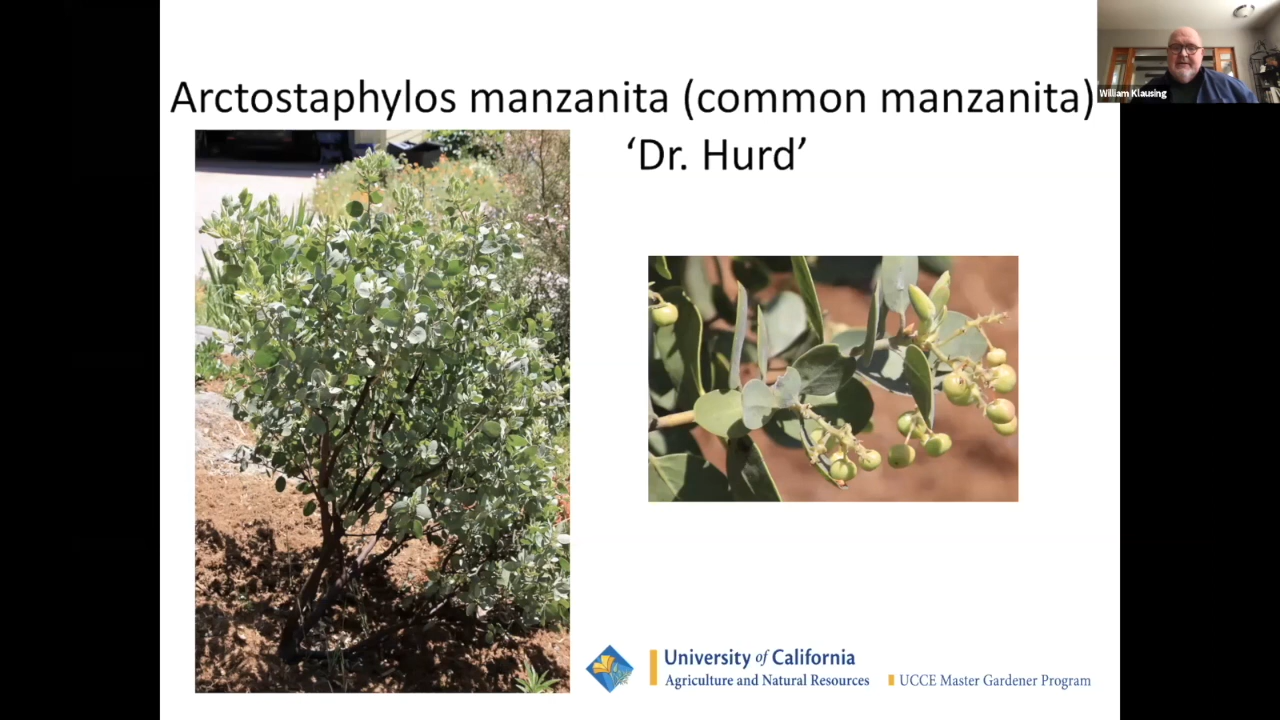 Arctostaphylos manzanita (common manzanita)
‘Dr. Hurd’
William Klausing
University of California
Agriculture and Natural Resources
UCCE Master Gardener Program